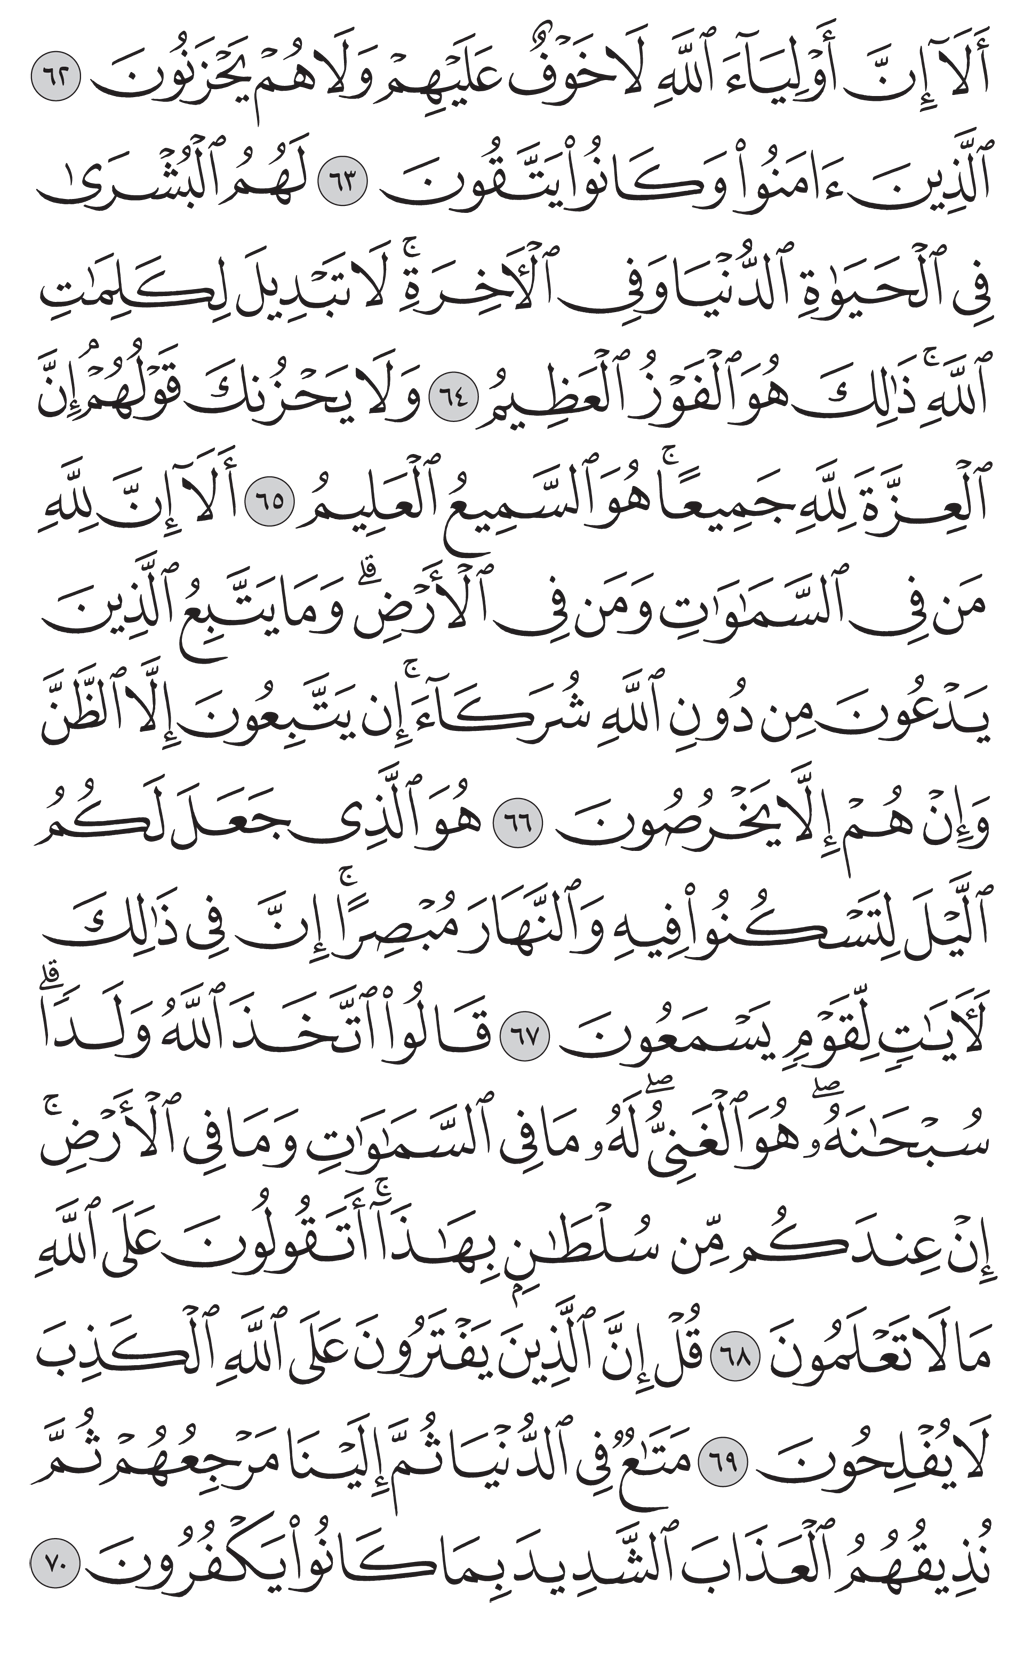 أَلَآ إِنَّ أَوْلِيَآءَ ٱللَّهِ لَا خَوْفٌ عَلَيْهِمْ وَلَا هُمْ يَحْزَنُونَ ٦٢
ٱلَّذِينَ ءَامَنُوا۟ وَكَانُوا۟ يَتَّقُونَ ٦٣ لَهُمُ ٱلْبُشْرَىٰ
فِى ٱلْحَيَوٰةِ ٱلدُّنْيَا وَفِى ٱلْـَٔاخِرَةِ ۚ لَا تَبْدِيلَ لِكَلِمَـٰتِ
ٱللَّهِ ۚ ذَٰلِكَ هُوَ ٱلْفَوْزُ ٱلْعَظِيمُ ٦٤ وَلَا يَحْزُنكَ قَوْلُهُمْ ۘ إِنَّ
ٱلْعِزَّةَ لِلَّهِ جَمِيعًا ۚ هُوَ ٱلسَّمِيعُ ٱلْعَلِيمُ ٦٥ أَلَآ إِنَّ لِلَّهِ
مَن فِى ٱلسَّمَـٰوَٰتِ وَمَن فِى ٱلْأَرْضِ ۗ وَمَا يَتَّبِعُ ٱلَّذِينَ
يَدْعُونَ مِن دُونِ ٱللَّهِ شُرَكَآءَ ۚ إِن يَتَّبِعُونَ إِلَّا ٱلظَّنَّ
وَإِنْ هُمْ إِلَّا يَخْرُصُونَ ٦٦ هُوَ ٱلَّذِى جَعَلَ لَكُمُ
ٱلَّيْلَ لِتَسْكُنُوا۟ فِيهِ وَٱلنَّهَارَ مُبْصِرًا ۚ إِنَّ فِى ذَٰلِكَ
لَـَٔايَـٰتٍ لِّقَوْمٍ يَسْمَعُونَ ٦٧ قَالُوا۟ ٱتَّخَذَ ٱللَّهُ وَلَدًا ۗ
سُبْحَـٰنَهُۥ ۖ هُوَ ٱلْغَنِىُّ ۖ لَهُۥ مَا فِى ٱلسَّمَـٰوَٰتِ وَمَا فِى ٱلْأَرْضِ ۚ
إِنْ عِندَكُم مِّن سُلْطَـٰنٍۭ بِهَـٰذَآ ۚ أَتَقُولُونَ عَلَى ٱللَّهِ
مَا لَا تَعْلَمُونَ ٦٨ قُلْ إِنَّ ٱلَّذِينَ يَفْتَرُونَ عَلَى ٱللَّهِ ٱلْكَذِبَ
لَا يُفْلِحُونَ ٦٩ مَتَـٰعٌ فِى ٱلدُّنْيَا ثُمَّ إِلَيْنَا مَرْجِعُهُمْ ثُمَّ
نُذِيقُهُمُ ٱلْعَذَابَ ٱلشَّدِيدَ بِمَا كَانُوا۟ يَكْفُرُونَ ٧٠